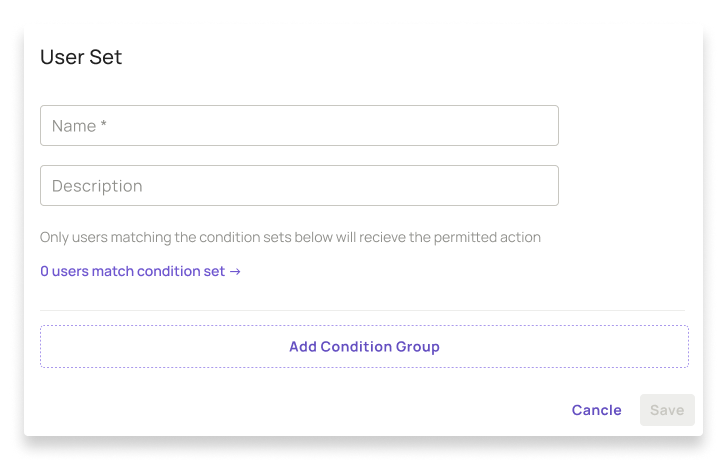 User Set
Name *
Description
Only users matching the condition sets below will recieve the permitted action
0 users match condition set →
Add Condition Group
Cancle
Save